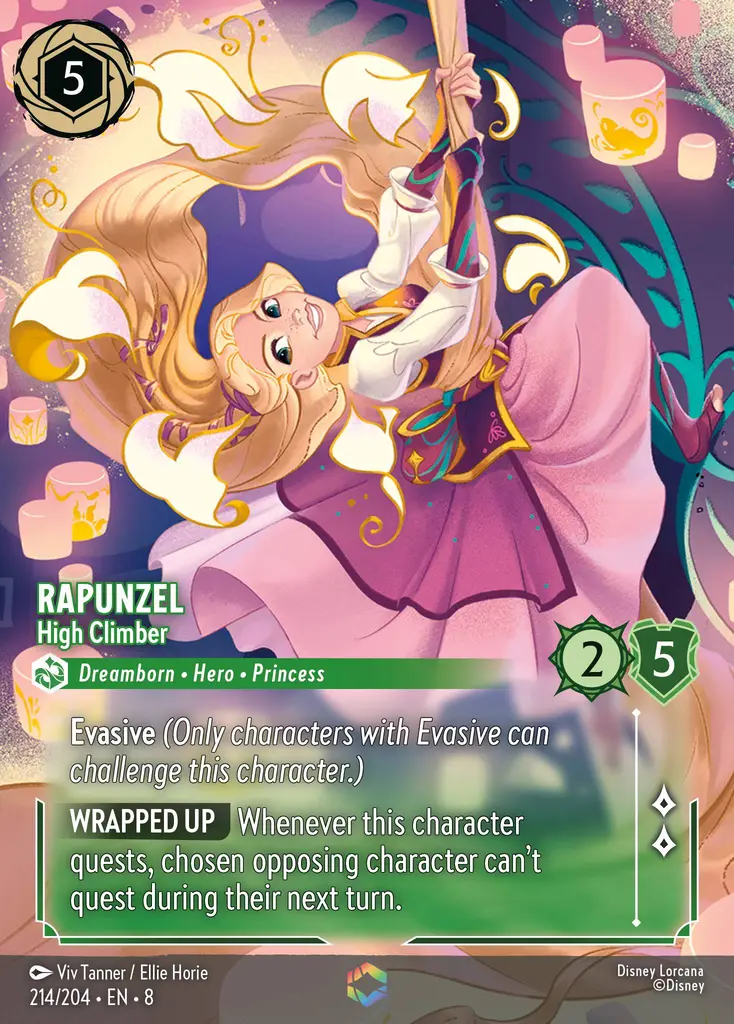 5
RAPUNZEL
High Climber
2 5
Dreamborn • Hero • Princess
Evasive (Only characters with Evasive can
challenge this character.)
WRAPPED UP Whenever this character
quests, chosen opposing character can't
quest during their next turn.
Viv Tanner / Ellie Horie
214/204 • EN • 8
Disney Lorcana
©Disney